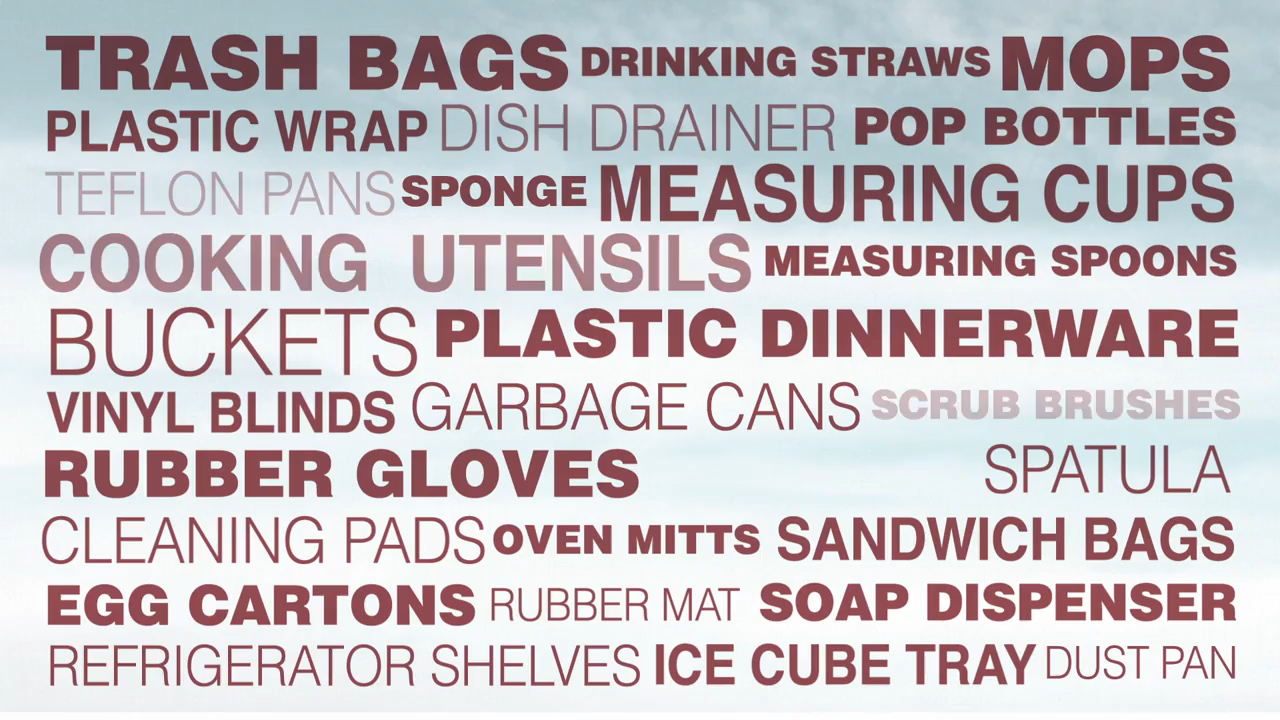 TRASH BAGS DRINKING STRAWS MOPS
PLASTIC WRAP DISH DRAINER POP BOTTLES
TEFLON PANS SPONGE MEASURING CUPS
COOKING UTENSILS MEASURING SPOONS
BUCKETS PLASTIC DINNERWARE
VINYL BLINDS GARBAGE CANS SCRUB BRUSHES
RUBBER GLOVES SPATULA
CLEANING PADS OVEN MITTS SANDWICH BAGS
EGG CARTONS RUBBER MAT SOAP DISPENSER
REFRIGERATOR SHELVES ICE CUBE TRAY DUST PAN